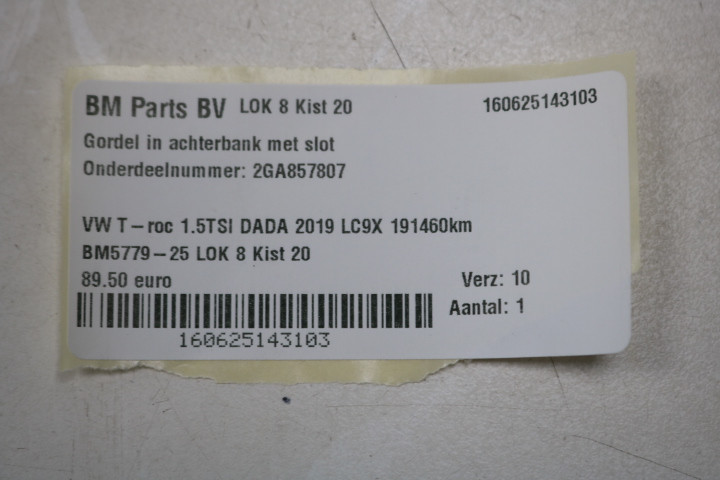 BM Parts BV LOK 8 Kist 20 160625143103
Gordel in achterbank met slot
Onderdeelnummer: 2GA857807
VW T-roc 1.5TSI DADA 2019 LC9X 191460km
BM5779-25 LOK 8 Kist 20
89.50 euro Verz: 10
Aantal: 1
160625143103